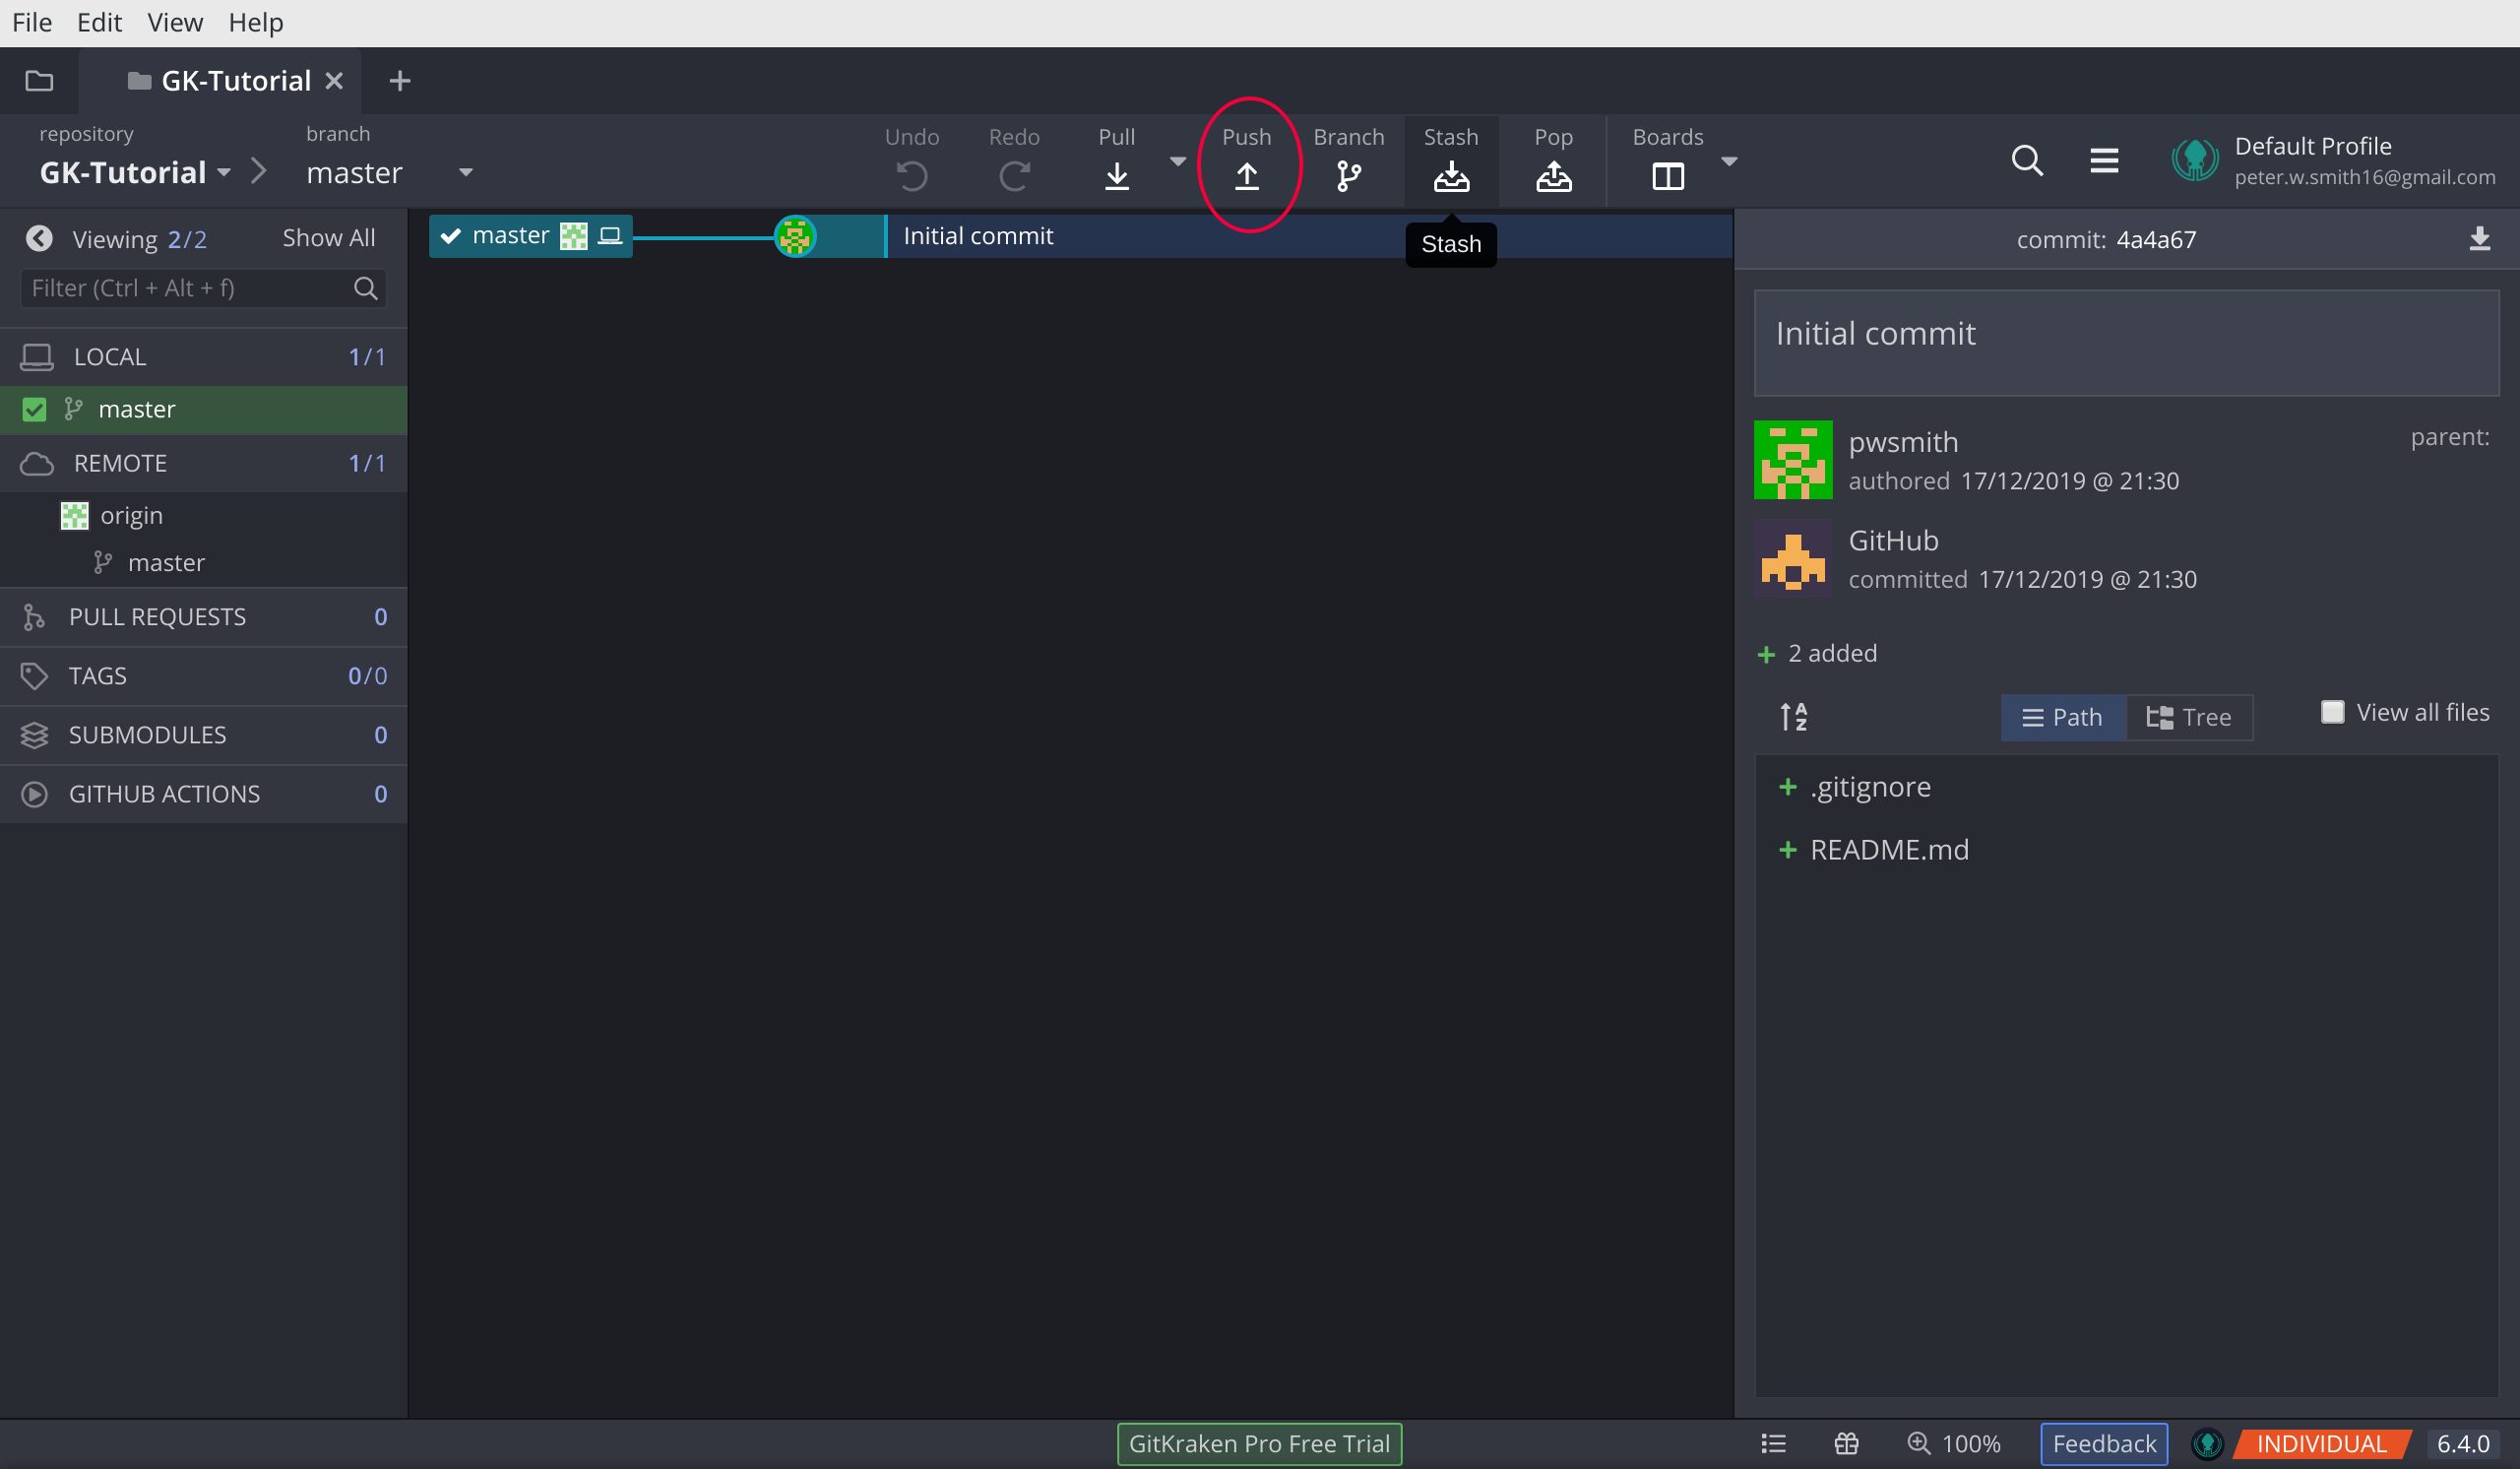 File Edit View Help
GK-Tutorial
repository
GK-Tutorial
branch
master
Undo
Redo
Pull
Push
Branch
Stash
Pop
Boards
Default Profile
peter.w.smith16@gmail.com
Viewing 2/2 Show All
Filter (Ctrl + Alt + f)
LOCAL 1/1
master
REMOTE 1/1
origin
master
PULL REQUESTS 0
TAGS 0/0
SUBMODULES 0
GITHUB ACTIONS 0
master
Initial commit
Stash
commit: 4a4a67
Initial commit
pwsmith
authored 17/12/2019 @ 21:30
parent:
GitHub
committed 17/12/2019 @ 21:30
2 added
A
Z
Path
Tree
View all files
.gitignore
README.md
GitKraken Pro Free Trial
100%
Feedback
INDIVIDUAL
6.4.0